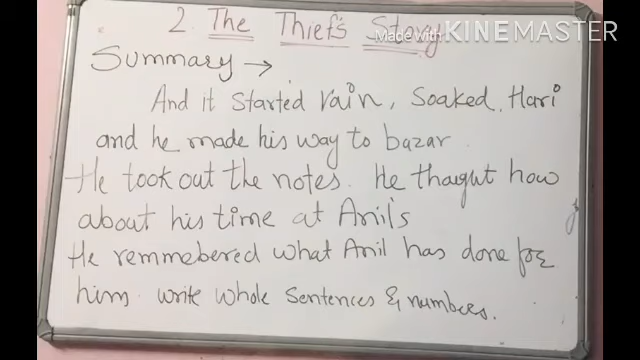 2. The Thief's Story
Made with KINEMASTER
Summary →
And it started rain, Soaked. Hari
and he made his way to bazar.
He took out the notes. He thaught how
about his time at Anil's
He remmebered what Anil has done for
him. write whole sentences & numbers.